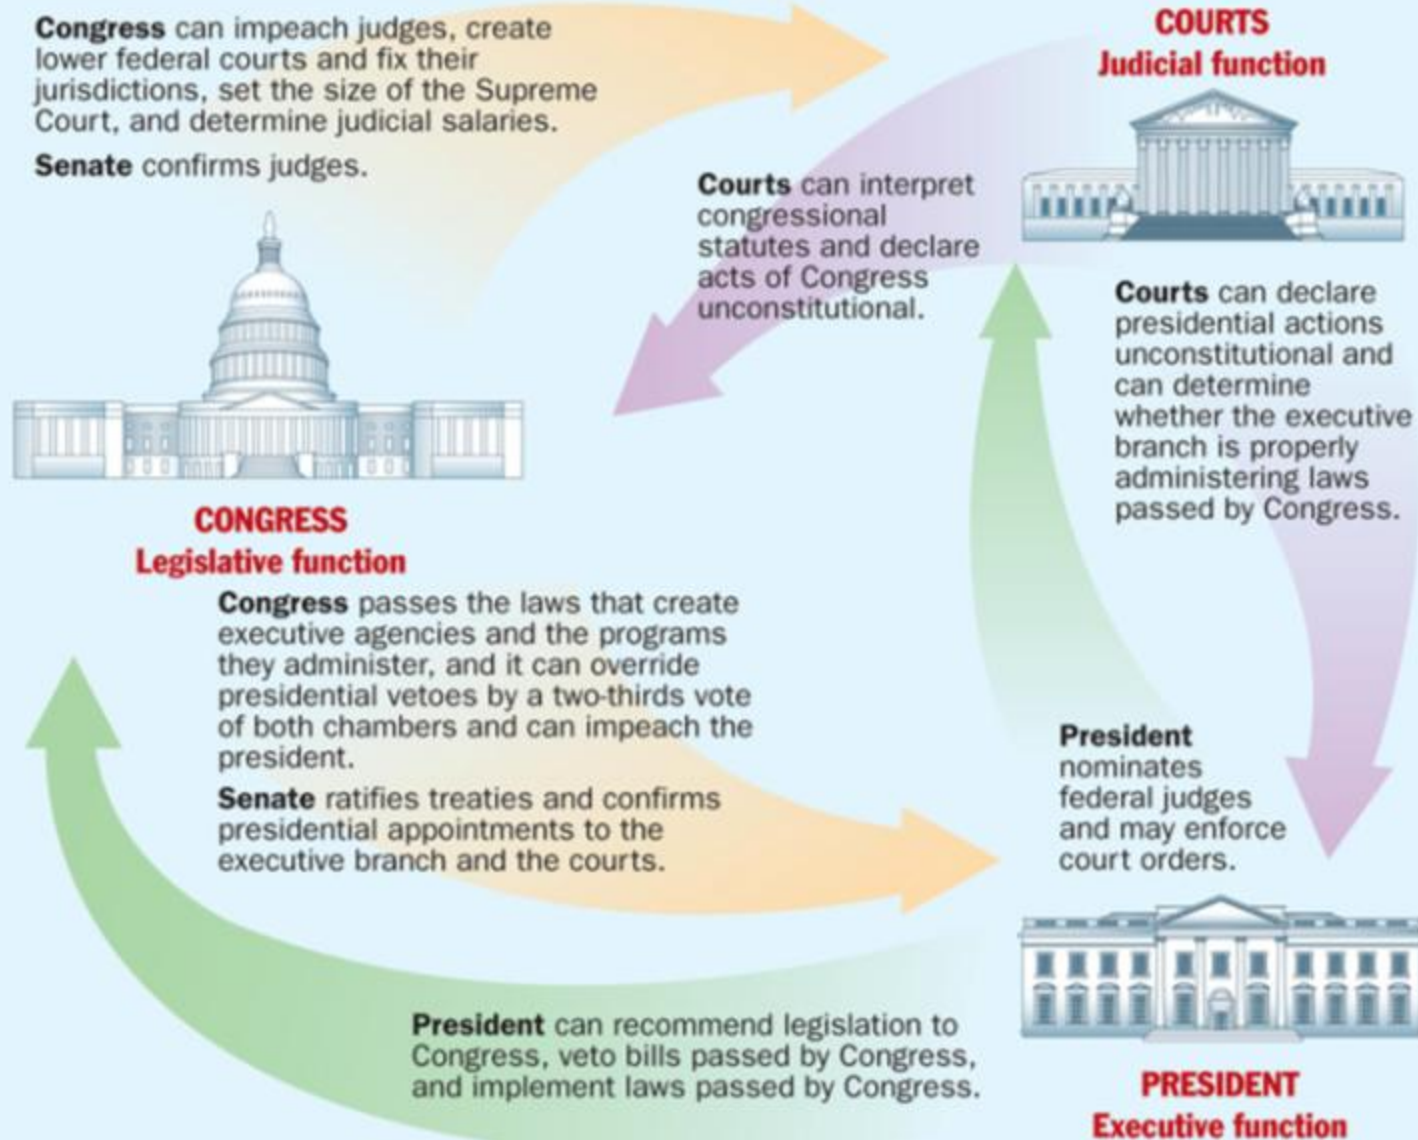 Congress can impeach judges, create
lower federal courts and fix their
jurisdictions, set the size of the Supreme
Court, and determine judicial salaries.
Senate confirms judges.
COURTS
Judicial function
Courts can interpret
congressional
statutes and declare
acts of Congress
unconstitutional.
Courts can declare
presidential actions
unconstitutional and
can determine
whether the executive
branch is properly
administering laws
passed by Congress.
CONGRESS
Legislative function
Congress passes the laws that create
executive agencies and the programs
they administer, and it can override
presidential vetoes by a two-thirds vote
of both chambers and can impeach the
president.
Senate ratifies treaties and confirms
presidential appointments to the
executive branch and the courts.
President
nominates
federal judges
and may enforce
court orders.
President can recommend legislation to
Congress, veto bills passed by Congress,
and implement laws passed by Congress.
PRESIDENT
Executive function